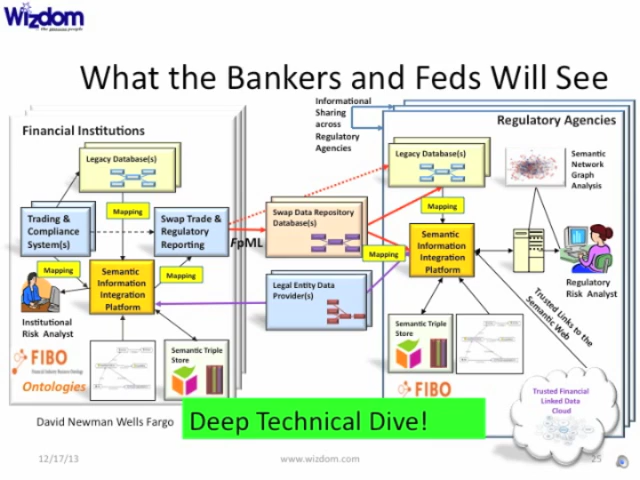 Wizdom
What the Bankers and Feds Will See
Informational
Sharing
across
Regulatory
Agencies
Financial Institutions
Regulatory Agencies
Legacy Database(s)
Legacy Database(s)
Semantic
Network
Graph
Analysis
Mapping
Mapping
Trading &
Compliance
System(s)
Swap Trade &
Regulatory
Reporting
FpML
Swap Data Repository
Database(s)
Mapping
Semantic
Information
Integration
Platform
Mapping
Mapping
Semantic
Information
Integration
Platform
Legal Entity Data
Provider(s)
Regulatory
Risk Analyst
Institutional
Risk Analyst
Trusted Links to the
Semantic Web
FIBO
Ontologies
Semantic Triple
Store
Semantic Triple
Store
FIBO
Trusted Financial
Linked Data
Cloud
David Newman Wells Fargo
Deep Technical Dive!
12/17/13
www.wizdom.com
25